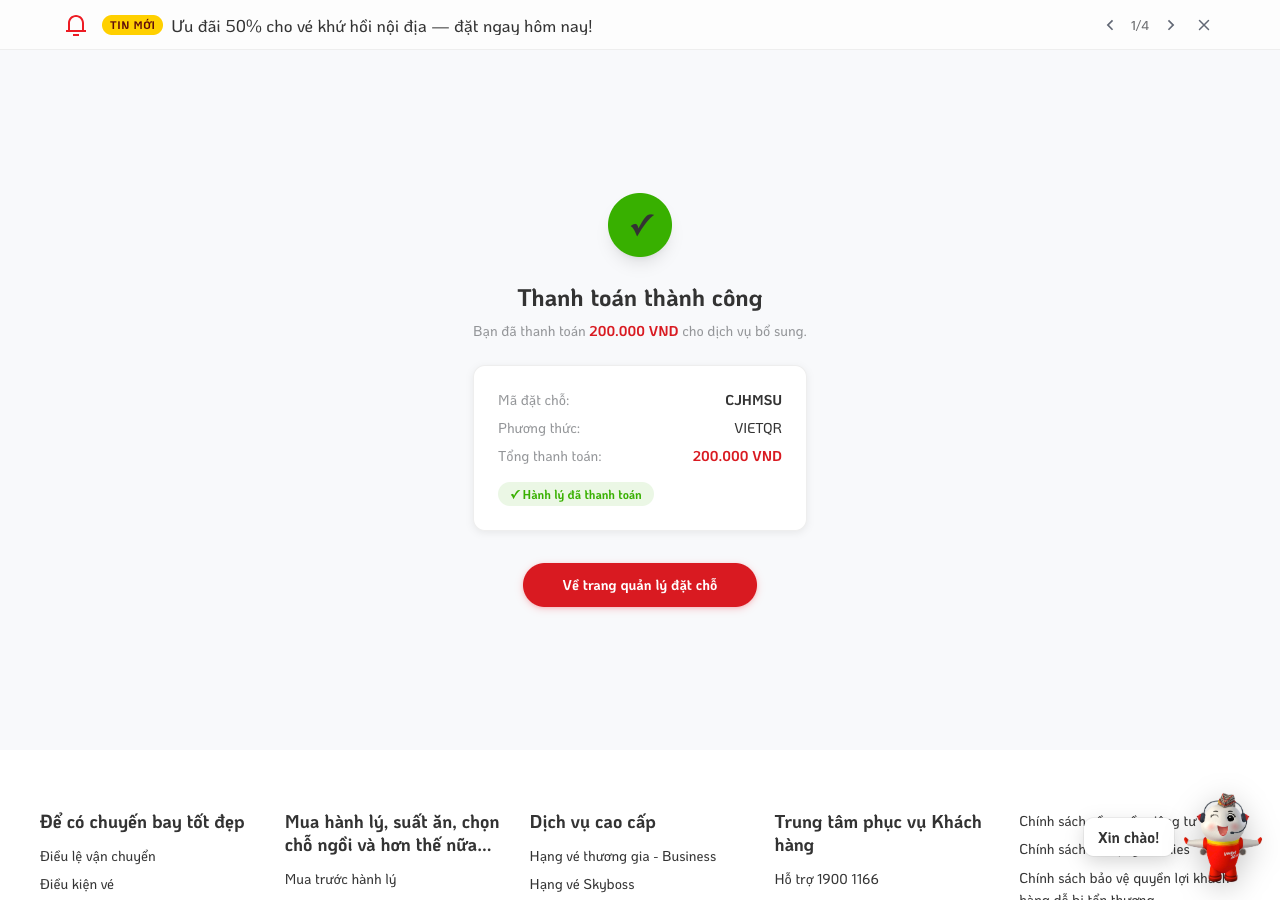 TIN MỚI Ưu đãi 50% cho vé khứ hồi nội địa — đặt ngay hôm nay! 1/4
Thanh toán thành công
Bạn đã thanh toán 200.000 VND cho dịch vụ bổ sung.
Mã đặt chỗ: CJHMSU
Phương thức: VIETQR
Tổng thanh toán: 200.000 VND
✓ Hành lý đã thanh toán
Về trang quản lý đặt chỗ
Để có chuyến bay tốt đẹp
Điều lệ vận chuyển
Điều kiện vé
Mua hành lý, suất ăn, chọn
chỗ ngồi và hơn thế nữa...
Mua trước hành lý
Dịch vụ cao cấp
Hạng vé thương gia - Business
Hạng vé Skyboss
Trung tâm phục vụ Khách
hàng
Hỗ trợ 1900 1166
Chính sách
Chính sách
Chính sách bảo vệ quyền lợi khách
Xin chào!